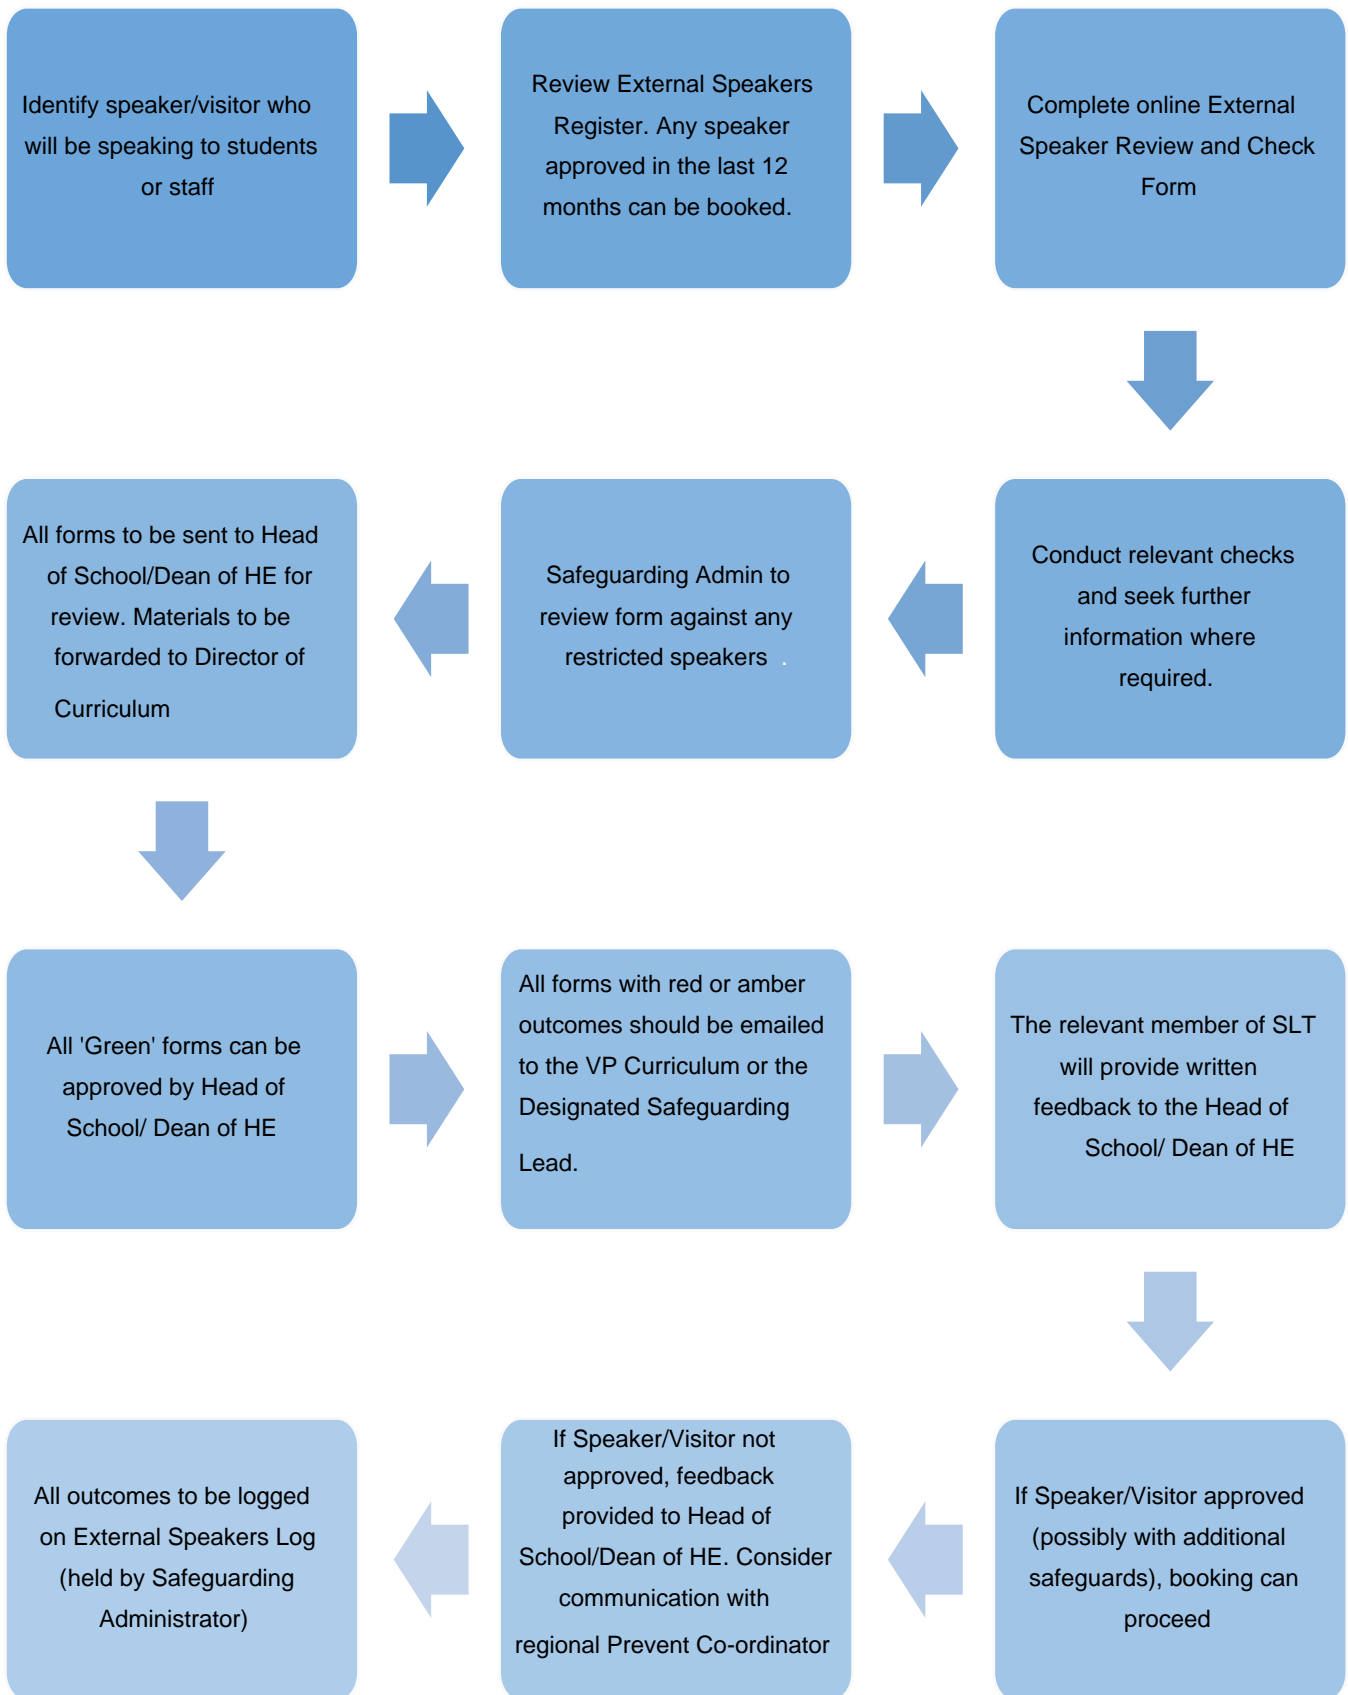 Identify speaker/visitor who
will be speaking to students
or staff
Review External Speakers
Register. Any speaker
approved in the last 12
months can be booked.
Complete online External
Speaker Review and Check
Form
Conduct relevant checks
and seek further
information where
required.
Safeguarding Admin to
review form against any
restricted speakers .
All forms to be sent to Head
of School/Dean of HE for
review. Materials to be
forwarded to Director of
Curriculum
All 'Green' forms can be
approved by Head of
School/ Dean of HE
All forms with red or amber
outcomes should be emailed
to the VP Curriculum or the
Designated Safeguarding
Lead.
The relevant member of SLT
will provide written
feedback to the Head of
School/ Dean of HE
If Speaker/Visitor approved
(possibly with additional
safeguards), booking can
proceed
If Speaker/Visitor not
approved, feedback
provided to Head of
School/Dean of HE. Consider
communication with
regional Prevent Co-ordinator
All outcomes to be logged
on External Speakers Log
(held by Safeguarding
Administrator)